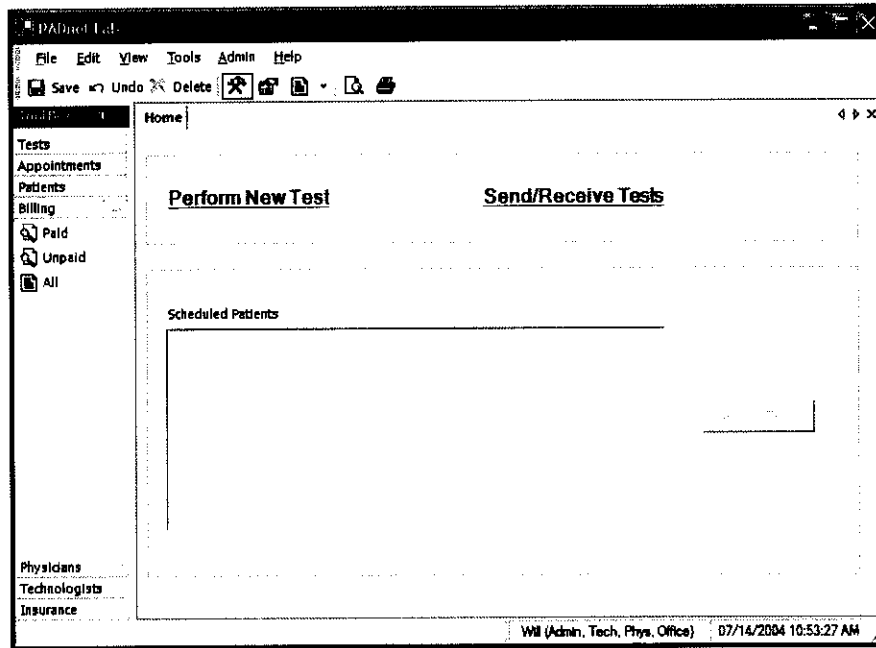 PADnet Lab
File Edit View Tools Admin Help
Save Undo Delete
Home
Tests
Appointments
Patients
Billing
Paid
Unpaid
All
Perform New Test Send/Receive Tests
Scheduled Patients
Physicians
Technologists
Insurance
Will (Admin, Tech, Phys, Office) 07/14/2004 10:53:27 AM